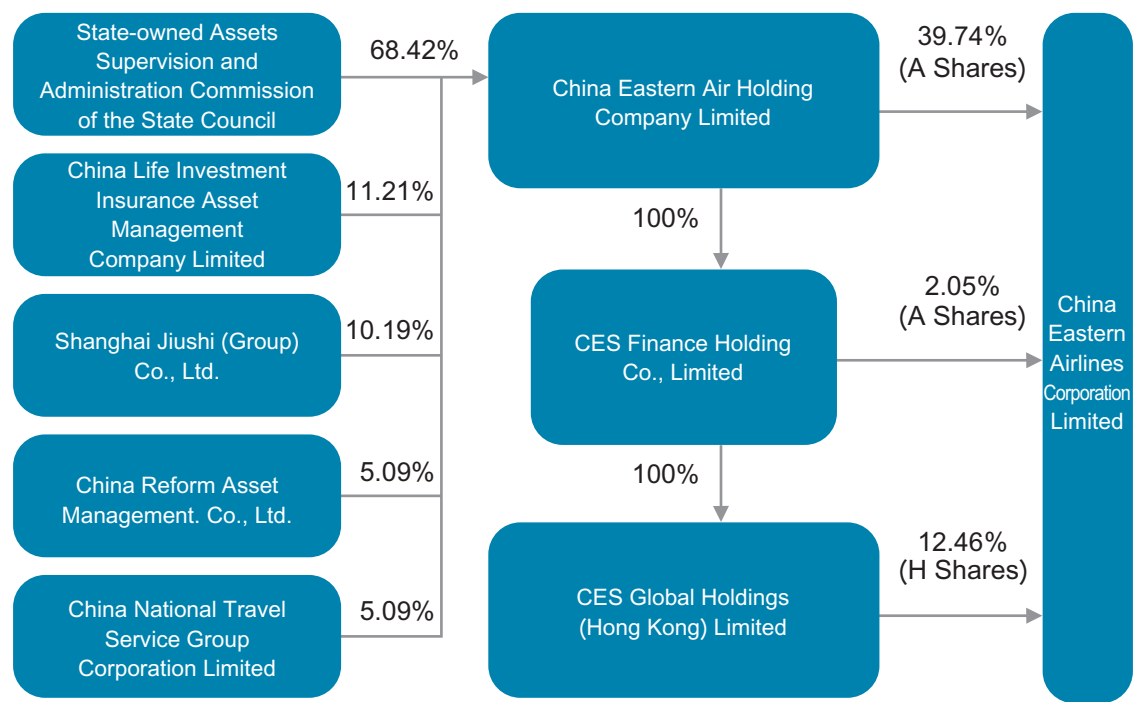 State-owned Assets
Supervision and
Administration Commission
of the State Council
68.42%
China Life Investment
Insurance Asset
Management
Company Limited
11.21%
Shanghai Jiushi (Group)
Co., Ltd.
10.19%
China Reform Asset
Management. Co., Ltd.
5.09%
China National Travel
Service Group
Corporation Limited
5.09%
China Eastern Air Holding
Company Limited
39.74%
(A Shares)
100%
CES Finance Holding
Co., Limited
2.05%
(A Shares)
100%
CES Global Holdings
(Hong Kong) Limited
12.46%
(H Shares)
China
Eastern
Airlines
Corporation
Limited